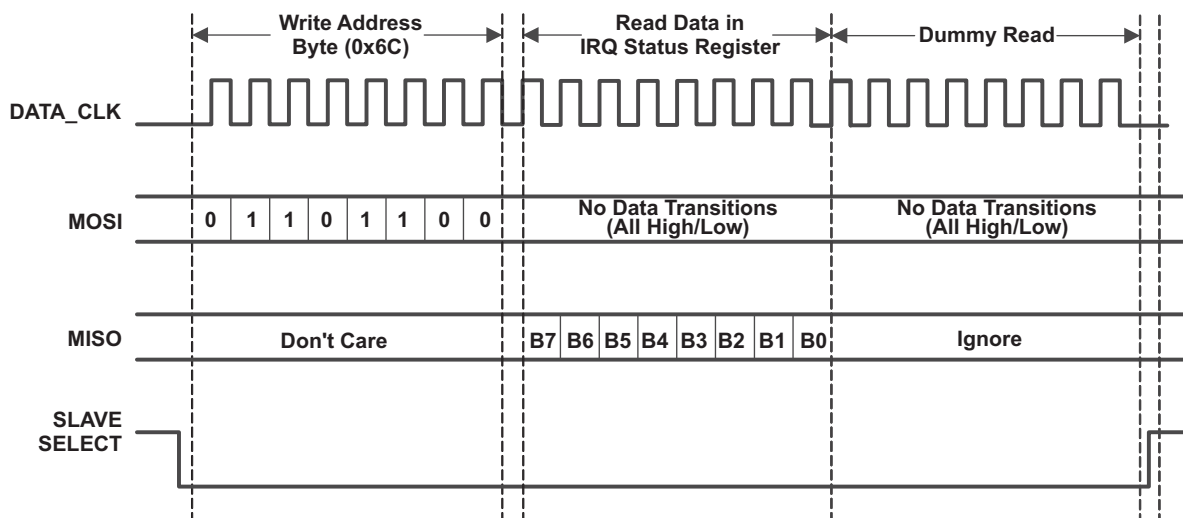 Write Address
Byte (0x6C)
Read Data in
IRQ Status Register
Dummy Read
DATA_CLK
MOSI
0 1 1 0 1 1 0 0
No Data Transitions
(All High/Low)
No Data Transitions
(All High/Low)
MISO
Don't Care
B7 B6 B5 B4 B3 B2 B1 B0
Ignore
SLAVE
SELECT